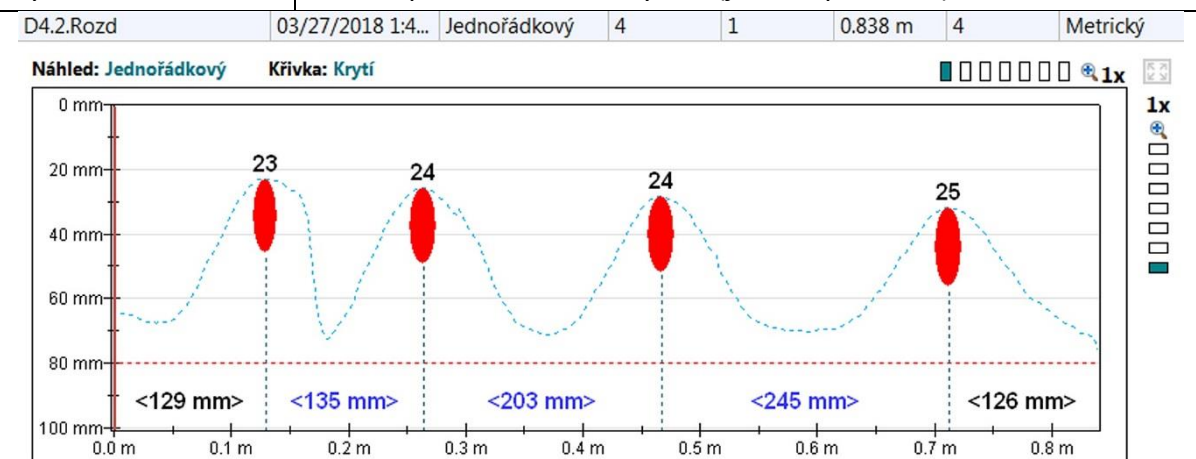 D4.2.Rozd 03/27/2018 1:4... Jednořádkový 4 1 0.838 m 4 Metrický
Náhled: Jednořádkový Křivka: Krytí 1x
1x
0 mm
20 mm
40 mm
60 mm
80 mm
100 mm
23 24 24 25
<129 mm> <135 mm> <203 mm> <245 mm> <126 mm>
0.0 m 0.1 m 0.2 m 0.3 m 0.4 m 0.5 m 0.6 m 0.7 m 0.8 m